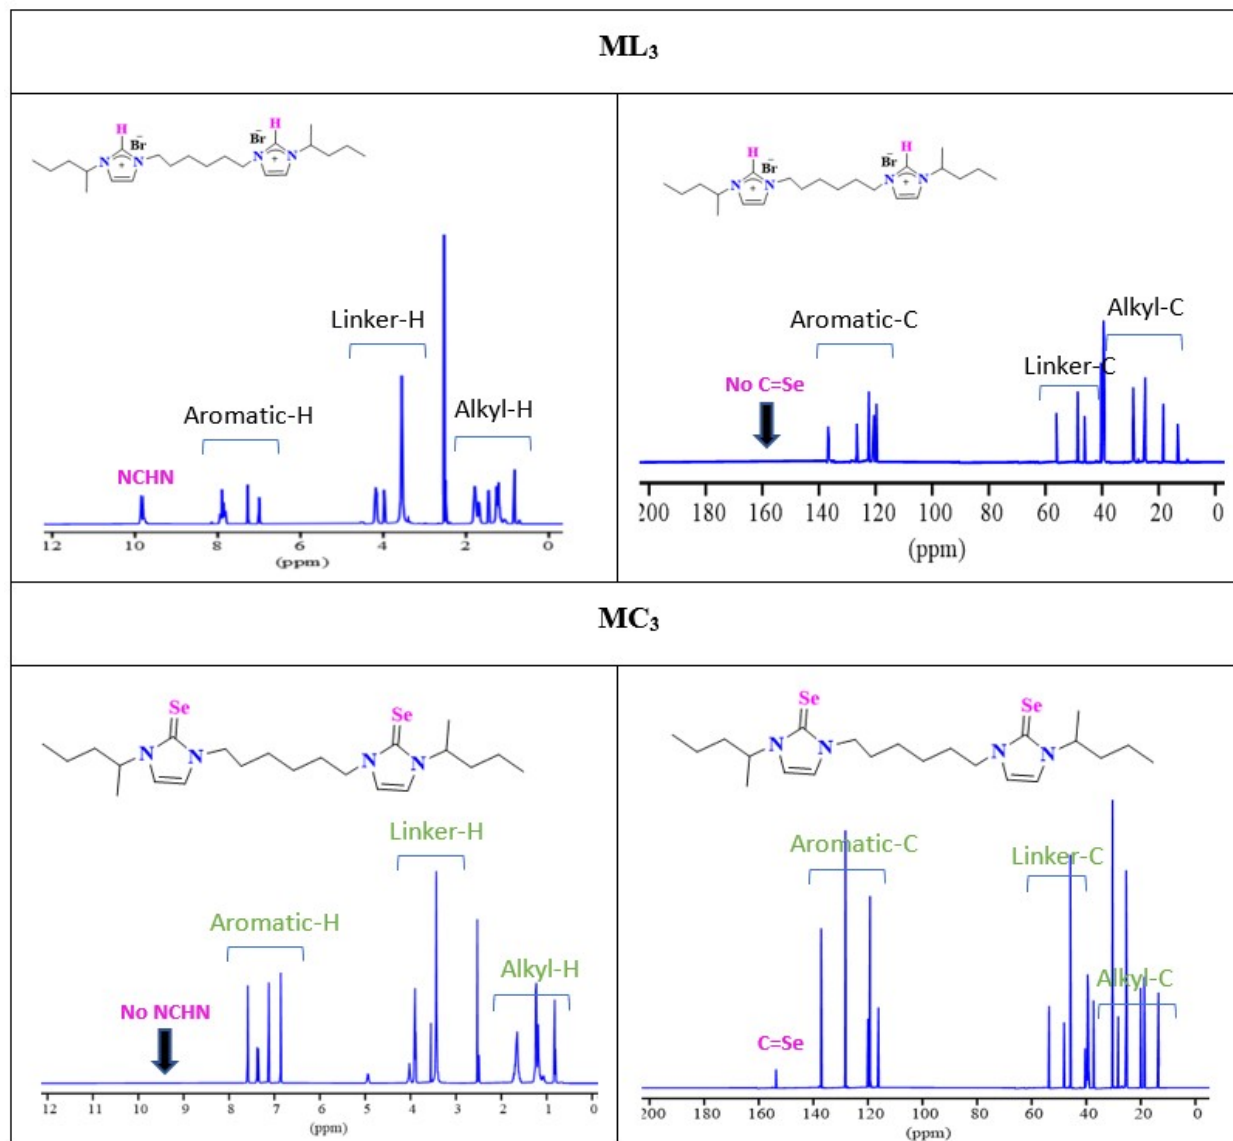 ML₃
H
H
Br⁻
Br⁻
N
N
N
N
+
+
Linker-H
Aromatic-H
Alkyl-H
NCHN
12
10
8
6
4
2
0
(ppm)
H
H
Br⁻
Br⁻
N
N
N
N
+
+
Aromatic-C
Alkyl-C
Linker-C
No C=Se
200 180 160 140 120 100 80 60 40 20 0
(ppm)
MC₃
Se
Se
N
N
N
N
Linker-H
Aromatic-H
Alkyl-H
No NCHN
12 11 10 9 8 7 6 5 4 3 2 1 0
(ppm)
Se
Se
N
N
N
N
Aromatic-C
Linker-C
Alkyl-C
C=Se
200 180 160 140 120 100 80 60 40 20 0
(ppm)